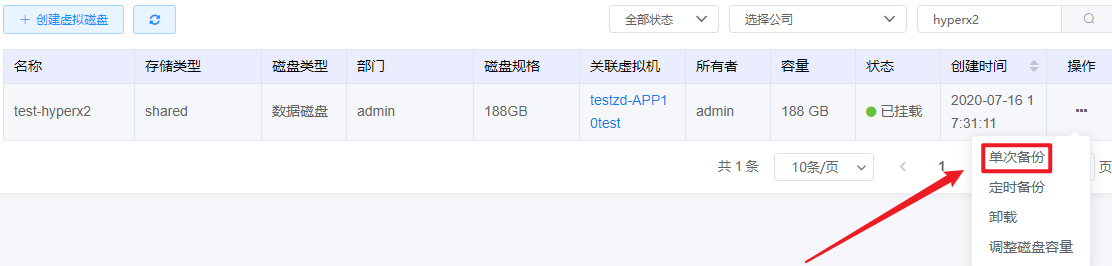 + 创建虚拟磁盘
全部状态
选择公司
hyperx2
名称 存储类型 磁盘类型 部门 磁盘规格 关联虚拟机 所有者 容量 状态 创建时间 操作
test-hyperx2 shared 数据磁盘 admin 188GB testzd-APP1 admin 188 GB 已挂载 2020-07-16 1
0test 7:31:11
共 1 条 10条/页 1 页
单次备份
定时备份
卸载
调整磁盘容量